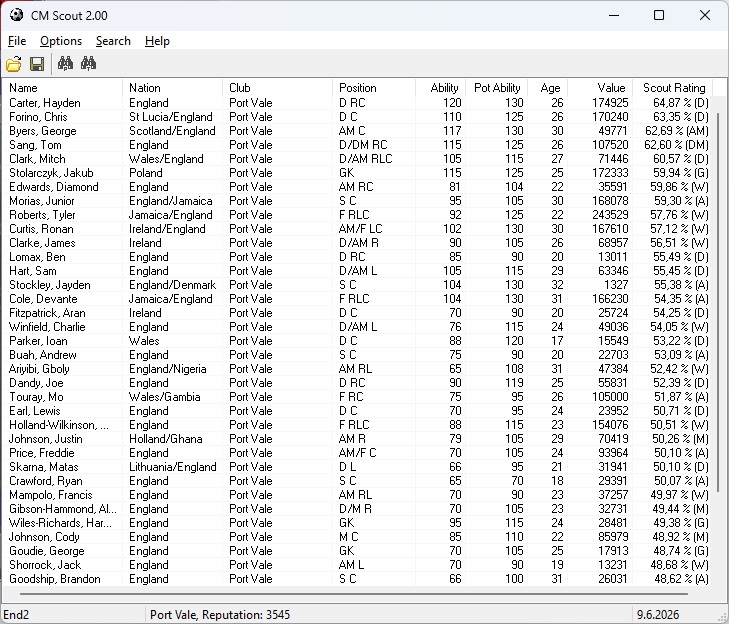 CM Scout 2.00
File Options Search Help
Name Nation Club Position Ability Pot Ability Age Value Scout Rating
Carter, Hayden England Port Vale D RC 120 130 26 174925 64,87 % (D)
Forino, Chris St Lucia/England Port Vale D C 110 125 26 170240 63,35 % (D)
Byers, George Scotland/England Port Vale AM C 117 130 30 49771 62,69 % (AM)
Sang, Tom England Port Vale D/DM RC 115 125 26 107520 62,60 % (DM)
Clark, Mitch Wales/England Port Vale D/AM RLC 105 115 27 71446 60,57 % (D)
Stolarczyk, Jakub Poland Port Vale GK 115 125 25 172333 59,94 % (G)
Edwards, Diamond England Port Vale AM RC 81 104 22 35591 59,86 % (W)
Morias, Junior England/Jamaica Port Vale S C 95 105 30 168078 59,30 % (A)
Roberts, Tyler Jamaica/England Port Vale F RLC 92 125 22 243529 57,76 % (W)
Curtis, Ronan Ireland/England Port Vale AM/F LC 102 130 30 167610 57,12 % (W)
Clarke, James Ireland Port Vale D/AM R 90 105 26 68957 56,51 % (W)
Lomax, Ben England Port Vale D RC 85 90 20 13011 55,49 % (D)
Hart, Sam England Port Vale D/AM L 105 115 29 63346 55,45 % (D)
Stockley, Jayden England/Denmark Port Vale S C 104 130 32 1327 55,38 % (A)
Cole, Devante Jamaica/England Port Vale F RLC 104 130 31 166230 54,35 % (A)
Fitzpatrick, Aran Ireland Port Vale D C 70 90 20 25724 54,25 % (D)
Winfield, Charlie England Port Vale D/AM L 76 115 24 49036 54,05 % (W)
Parker, Ioan Wales Port Vale D C 88 120 17 15549 53,22 % (D)
Buah, Andrew England Port Vale S C 75 90 20 22703 53,09 % (A)
Ariyibi, Gboly England/Nigeria Port Vale AM RL 65 108 31 47384 52,42 % (W)
Dandy, Joe England Port Vale D RC 90 119 25 55831 52,39 % (D)
Touray, Mo Wales/Gambia Port Vale F RC 75 95 26 105000 51,87 % (A)
Earl, Lewis England Port Vale D C 70 95 24 23952 50,71 % (D)
Holland-Wilkinson, ... England Port Vale F RLC 88 115 23 154076 50,51 % (W)
Johnson, Justin Holland/Ghana Port Vale AM R 79 105 29 70419 50,26 % (M)
Price, Freddie England Port Vale AM/F C 70 105 24 93964 50,10 % (A)
Skarna, Matas Lithuania/England Port Vale D L 66 95 21 31941 50,10 % (D)
Crawford, Ryan England Port Vale S C 65 70 18 29391 50,07 % (A)
Mampolo, Francis England Port Vale AM RL 70 90 23 37257 49,97 % (W)
Gibson-Hammond, Al... England Port Vale D/M R 70 105 23 32731 49,44 % (M)
Wiles-Richards, Har... England Port Vale GK 95 115 24 28481 49,38 % (G)
Johnson, Cody England Port Vale M C 85 110 22 85979 48,92 % (M)
Goudie, George England Port Vale GK 70 105 25 17913 48,74 % (G)
Shorrock, Jack England Port Vale AM L 70 90 19 13231 48,68 % (W)
Goodship, Brandon England Port Vale S C 66 100 31 26031 48,62 % (A)
End2 Port Vale, Reputation: 3545 9.6.2026